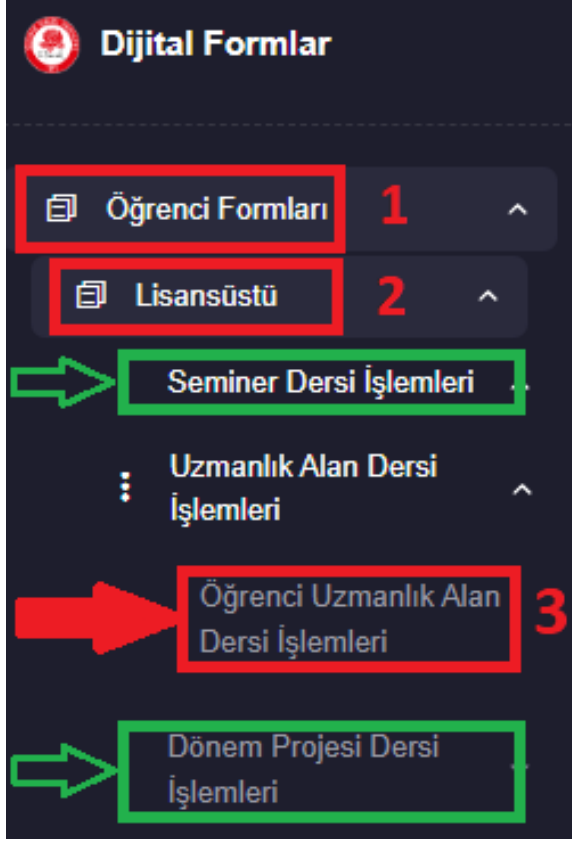 Dijital Formlar
Öğrenci Formları 1
Lisansüstü 2
Seminer Dersi İşlemleri
Uzmanlık Alan Dersi
İşlemleri
Öğrenci Uzmanlık Alan
Dersi İşlemleri
3
Dönem Projesi Dersi
İşlemleri